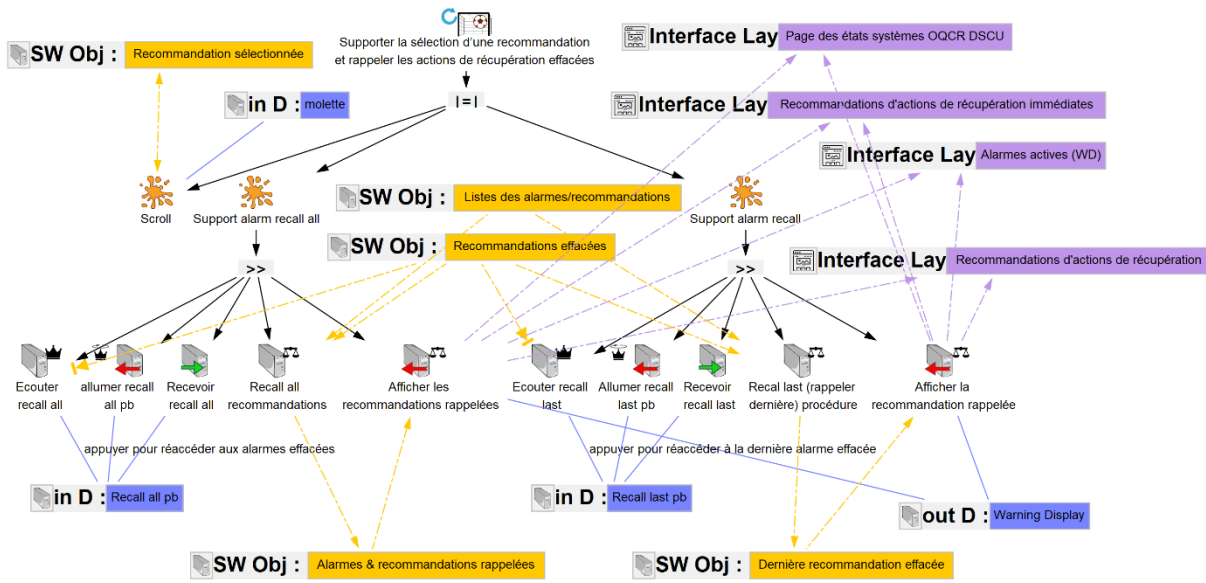 Supporter la sélection d'une recommandation
et rappeler les actions de récupération effacées
SW Obj : Recommandation sélectionnée
Interface Lay Page des états systèmes OQCR DSCU
in D : molette
|=|
Interface Lay Recommandations d'actions de récupération immédiates
Interface Lay Alarmes actives (WD)
Scroll
Support alarm recall all
SW Obj : Listes des alarmes/recommandations
Support alarm recall
SW Obj : Recommandations effacées
>>
>>
Interface Lay Recommandations d'actions de récupération
Ecouter
recall all
allumer recall
all pb
Recevoir
recall all
Recall all
recommandations
Afficher les
recommandations rappelées
Ecouter recall
last
Allumer recall
last pb
Recevoir
recall last
Recal last (rappeler
dernière) procédure
Afficher la
recommandation rappelée
appuyer pour réaccéder aux alarmes effacées
appuyer pour réaccéder à la dernière alarme effacée
in D : Recall all pb
in D : Recall last pb
out D : Warning Display
SW Obj : Alarmes & recommandations rappelées
SW Obj : Dernière recommandation effacée